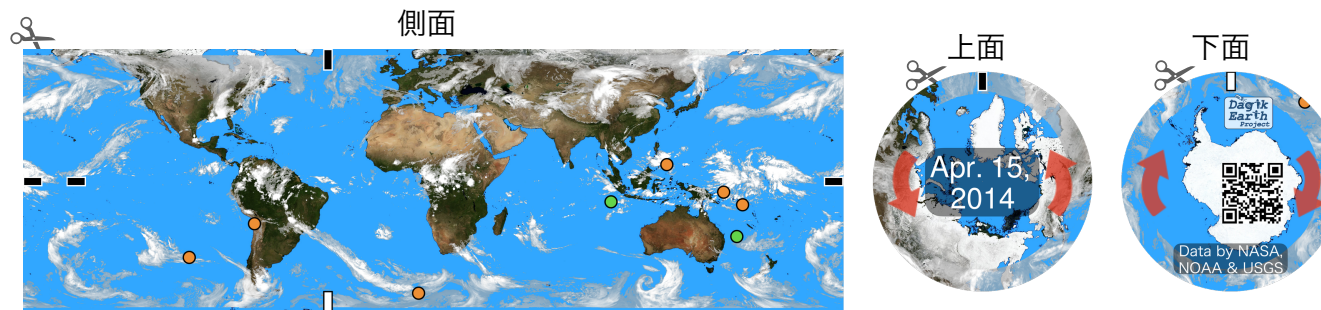 側面
上面
下面
Apr. 15,
2014
Dagik
Earth
Project
Data by NASA,
NOAA & USGS